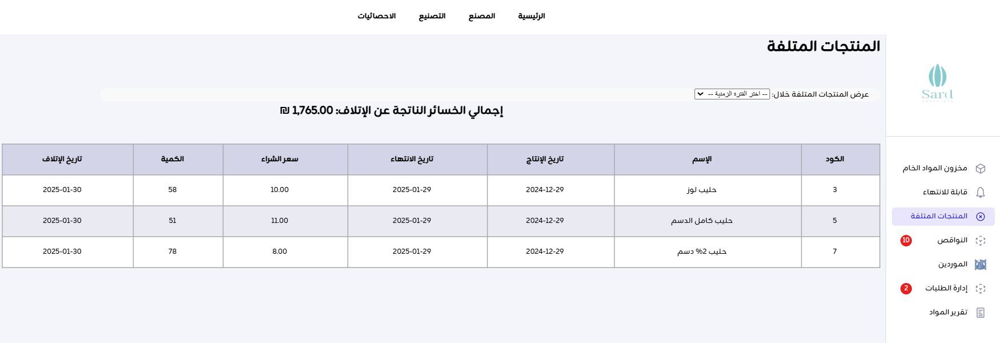 الرئيسية المصنع التصنيع الاحصائيات
Sard
مخزون المواد الخام
قابلة للانتهاء
المنتجات المتلفة
النواقص 10
الموردين
إدارة الطلبات 2
تقرير المواد
المنتجات المتلفة
عرض المنتجات المتلفة خلال: -- اختر الفترة الزمنية --
إجمالي الخسائر الناتجة عن الإتلاف: 1,765.00 ₪
الكود الإسم تاريخ الإنتاج تاريخ الانتهاء سعر الشراء الكمية تاريخ الإتلاف
3 حليب لوز 2024-12-29 2025-01-29 10.00 58 2025-01-30
5 حليب كامل الدسم 2024-12-29 2025-01-29 11.00 51 2025-01-30
7 حليب 2% دسم 2024-12-29 2025-01-29 8.00 78 2025-01-30